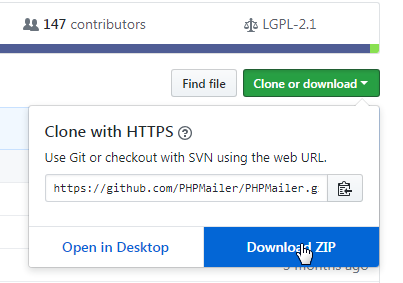 147 contributors
LGPL-2.1
Find file
Clone or download
Clone with HTTPS
Use Git or checkout with SVN using the web URL.
https://github.com/PHPMailer/PHPMailer.g
Open in Desktop
Download ZIP
months ago